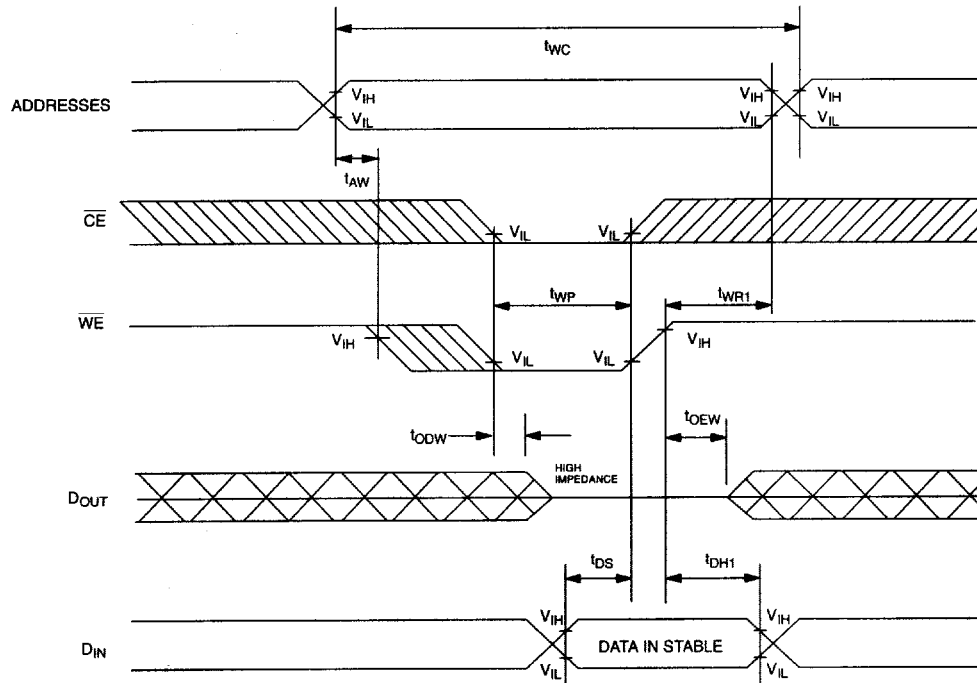 tWC
ADDRESSES
VIH VIH VIH
VIL VIL VIL
tAW
CE
VIL VIL
tWP tWR1
WE
VIH VIL VIL VIH
tODW tOEW
HIGH
IMPEDANCE
DOUT
tDS tDH1
VIH VIH
DIN DATA IN STABLE
VIL VIL